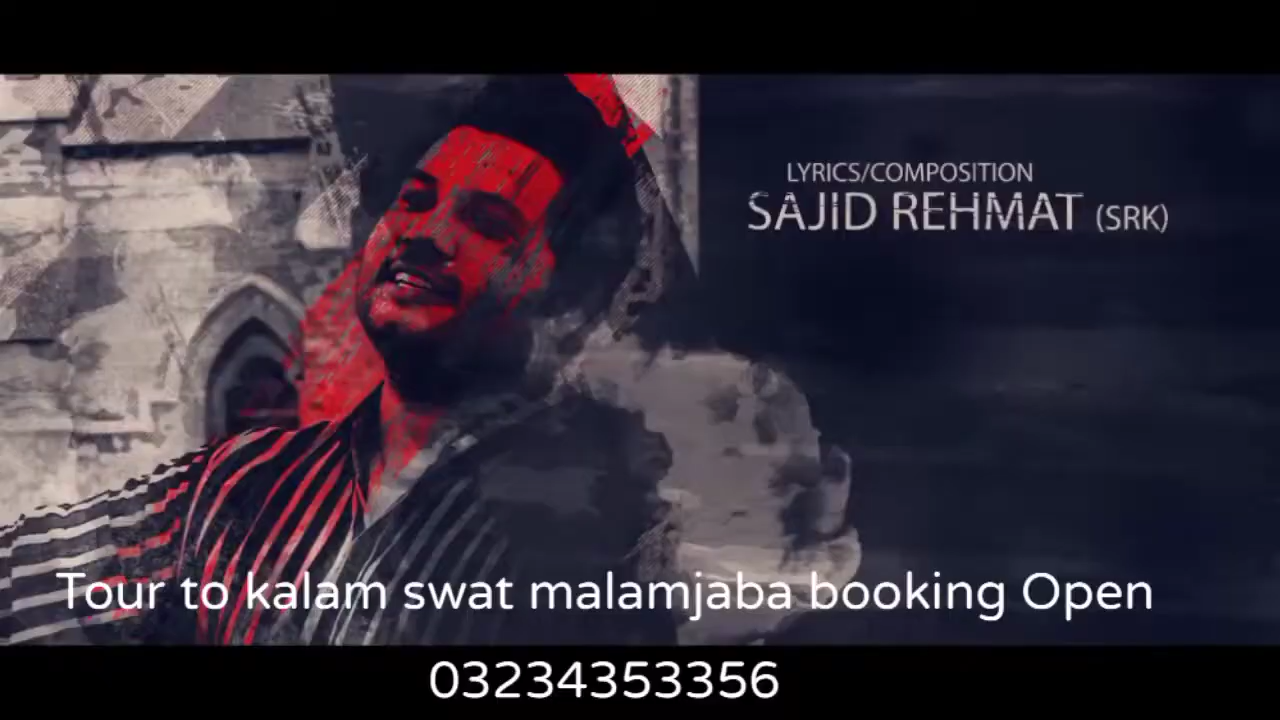 LYRICS/COMPOSITION
SAJID REHMAT (SRK)
Tour to kalam swat malamjaba booking Open
03234353356